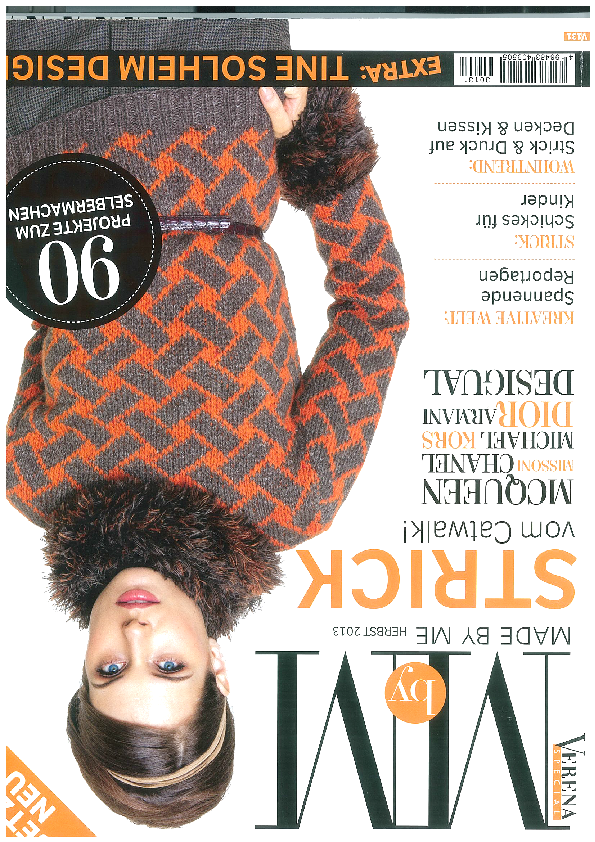 VERENA
SPECIAL
M by M
NEU
MADE BY ME HERBST 2013
STRICK
vom Catwalk!
MCQUEEN
MISSONI CHANEL
MICHAEL KORS
DIOR ARMANI
DESIGUAL
KREATIVE WELT:
Spannende
Reportagen
STRICK:
Schickes für
Kinder
WOHNTREND:
Strick & Druck auf
Decken & Kissen
90
PROJEKTE ZUM
SELBERMACHEN
EXTRA: TINE SOLHEIM DESIG